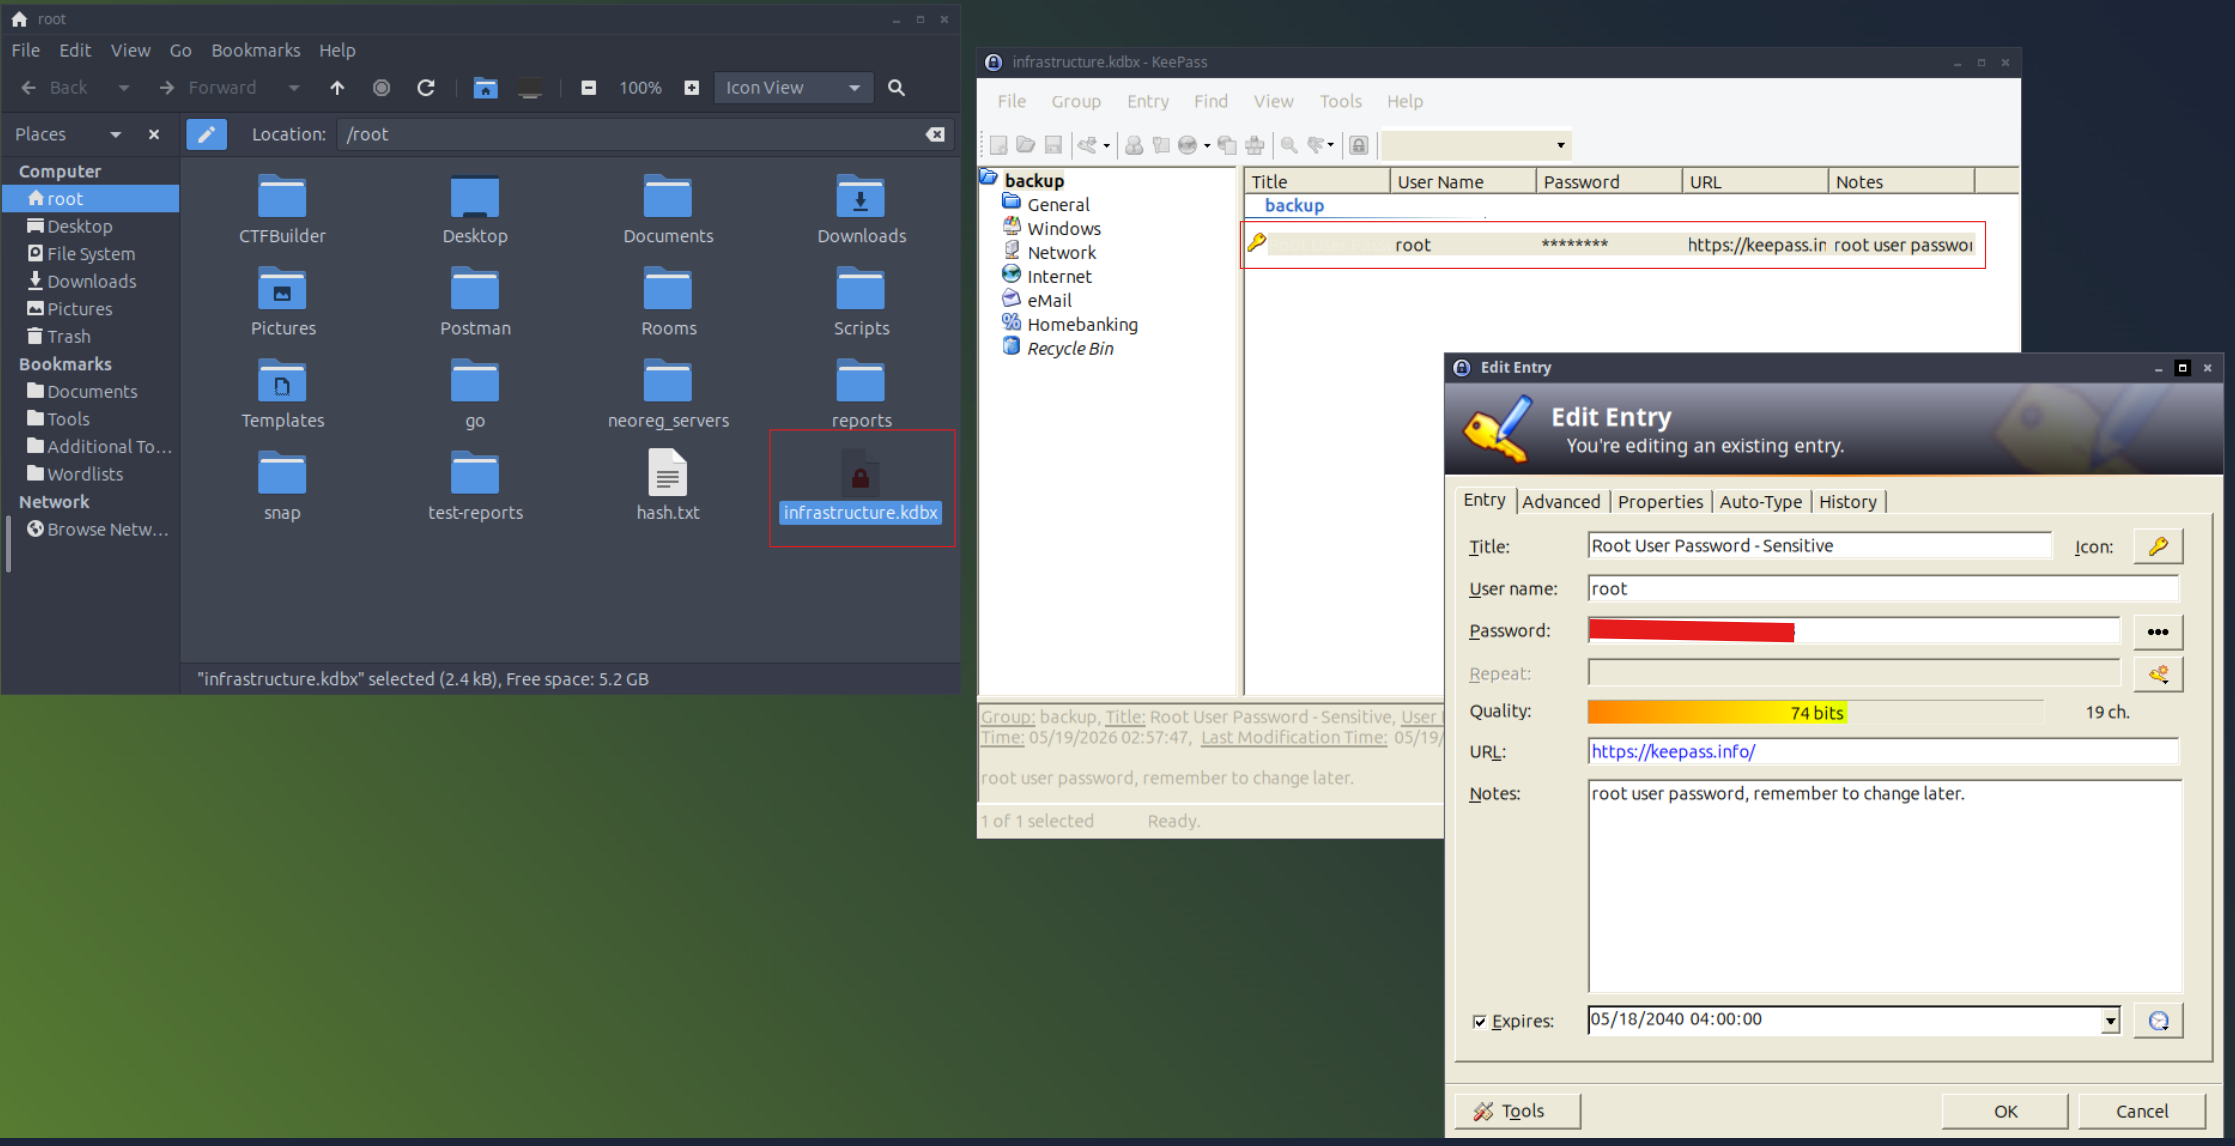 root
File Edit View Go Bookmarks Help
Back Forward 100% Icon View
Places Location: /root
Computer
root
Desktop
File System
Downloads
Pictures
Trash
Bookmarks
Documents
Tools
Additional To...
Wordlists
Network
Browse Netw...
CTFBuilder Desktop Documents Downloads
Pictures Postman Rooms Scripts
Templates go neoreg_servers reports
snap test-reports hash.txt infrastructure.kdbx
"infrastructure.kdbx" selected (2.4 kB), Free space: 5.2 GB
infrastructure.kdbx - KeePass
File Group Entry Find View Tools Help
backup
General
Windows
Network
Internet
eMail
Homebanking
Recycle Bin
Title User Name Password URL Notes
backup
Root User Pass root ******** https://keepass.in root user passwor
Group: backup, Title: Root User Password - Sensitive, User
Time: 05/19/2026 02:57:47, Last Modification Time: 05/19/
root user password, remember to change later.
1 of 1 selected Ready.
Edit Entry
Edit Entry
You're editing an existing entry.
Entry Advanced Properties Auto-Type History
Title: Root User Password - Sensitive Icon:
User name: root
Password:
Repeat:
Quality: 74 bits 19 ch.
URL: https://keepass.info/
Notes: root user password, remember to change later.
Expires: 05/18/2040 04:00:00
Tools OK Cancel